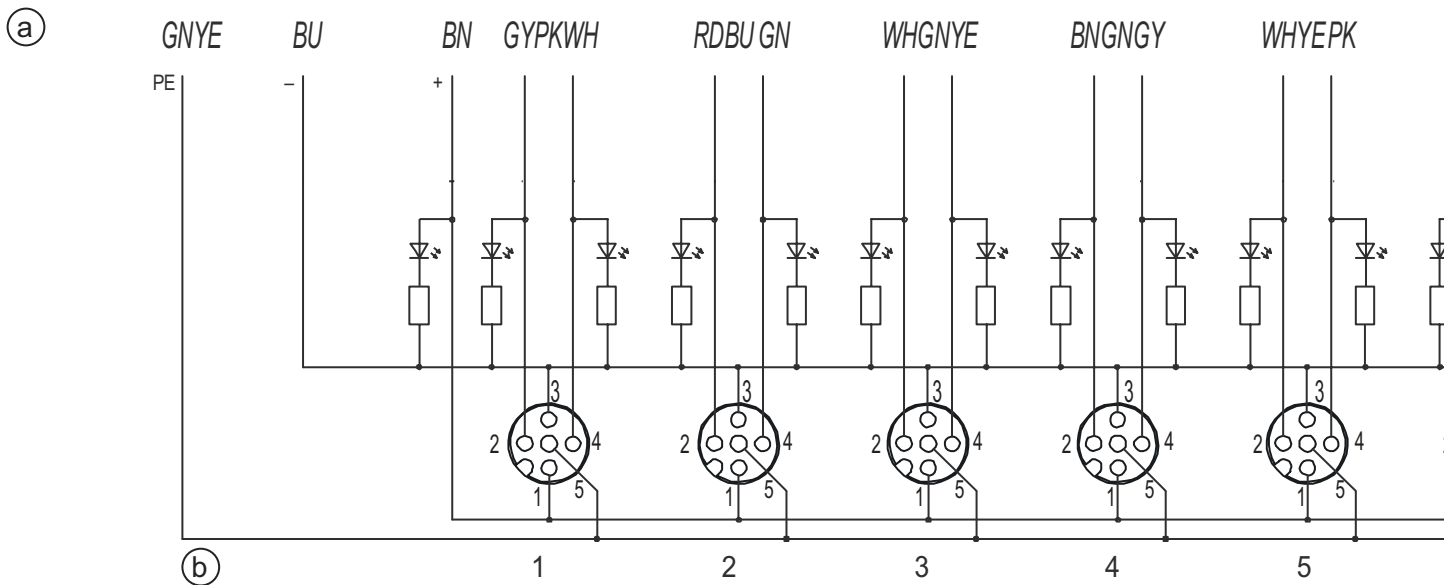 a
GNYE BU BN GYPKWH RDBU GN WHGNYE BNGNGY WHYEPK
PE – +
3 3 3 3 3
2 4 2 4 2 4 2 4 2 4
1 5 1 5 1 5 1 5 1 5
b 1 2 3 4 5